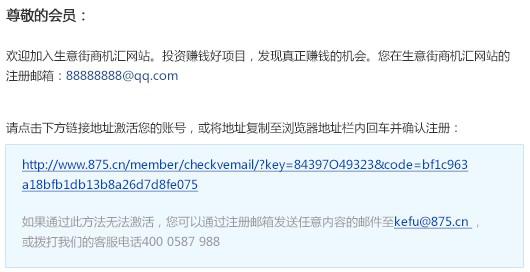 尊敬的会员：
欢迎加入生意街商机汇网站。投资赚钱好项目，发现真正赚钱的机会。您在生意街商机汇网站的
注册邮箱：88888888@qq.com
请点击下方链接地址激活您的账号，或将地址复制至浏览器地址栏内回车并确认注册：
http://www.875.cn/member/checkvemail/?key=84397O49323&code=bf1c963
a18bfb1db13b8a26d7d8fe075
如果通过此方法无法激活，您可以通过注册邮箱发送任意内容的邮件至kefu@875.cn，
或拨打我们的客服电话400 0587 988